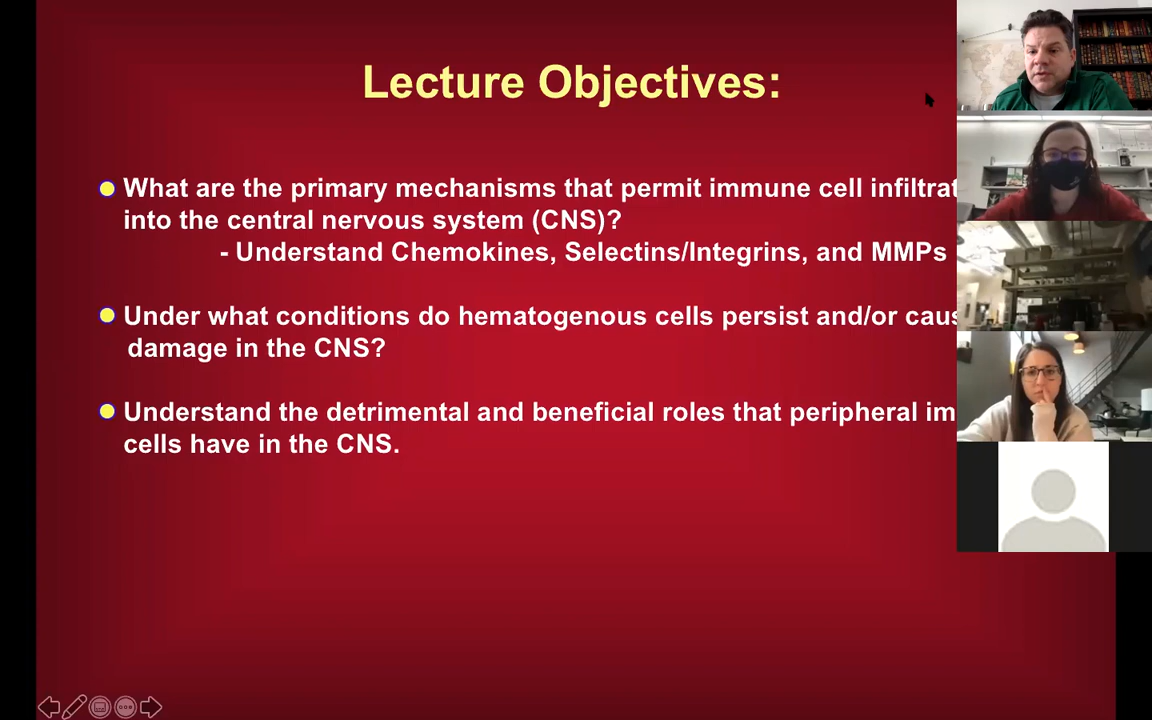 Lecture Objectives:
What are the primary mechanisms that permit immune cell infiltrat
into the central nervous system (CNS)?
- Understand Chemokines, Selectins/Integrins, and MMPs
Under what conditions do hematogenous cells persist and/or caus
damage in the CNS?
Understand the detrimental and beneficial roles that peripheral im
cells have in the CNS.